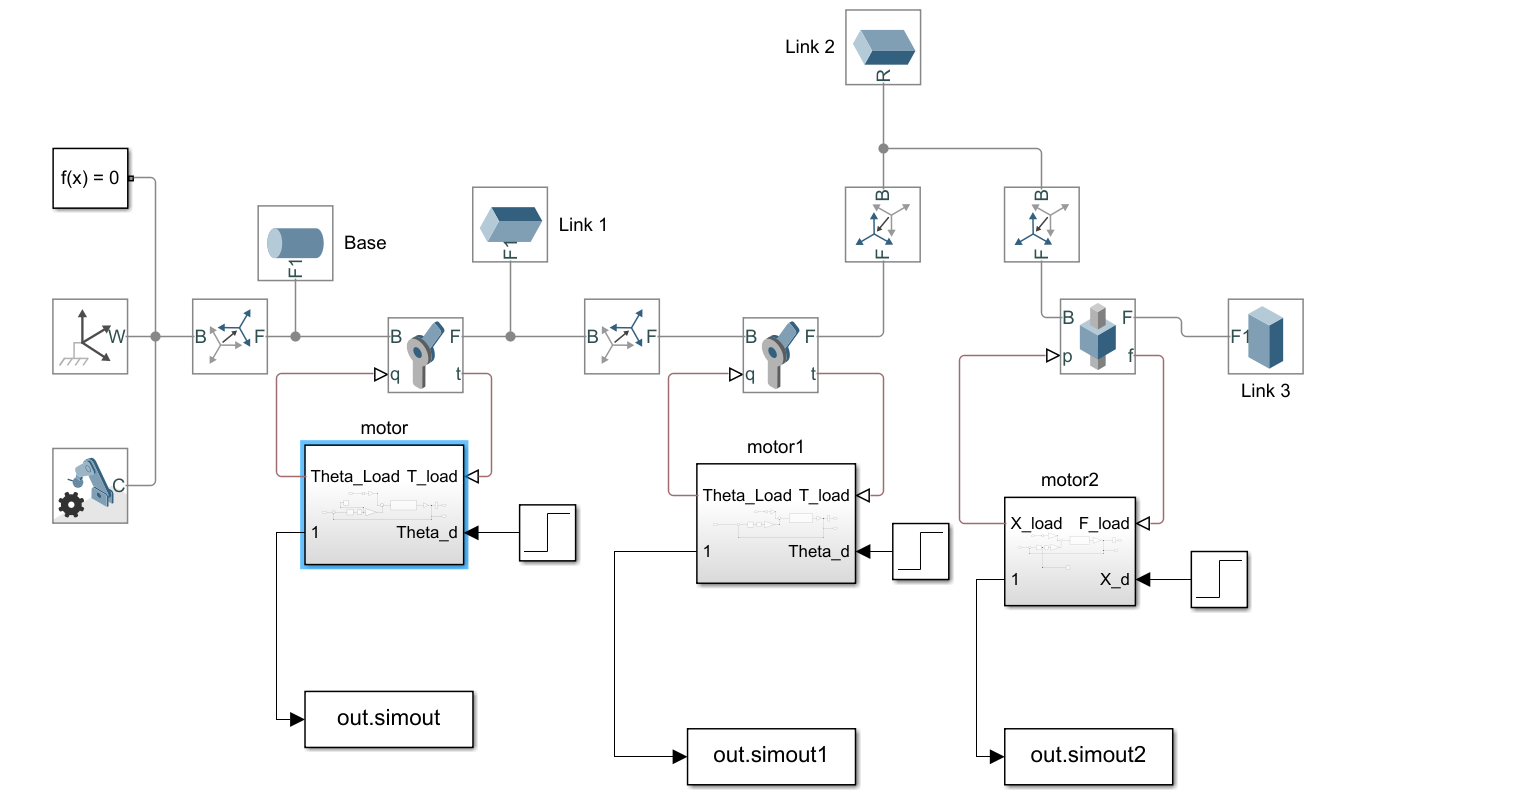 Link 2
R
f(x) = 0
B
B
F1
Base
F1
Link 1
F
F
W
B
F
B
F
q
t
B
F
B
F
q
t
B
F
p
f
F1
Link 3
C
motor
Theta_Load T_load
1 Theta_d
motor1
Theta_Load T_load
1 Theta_d
motor2
X_load F_load
1 X_d
out.simout
out.simout1
out.simout2